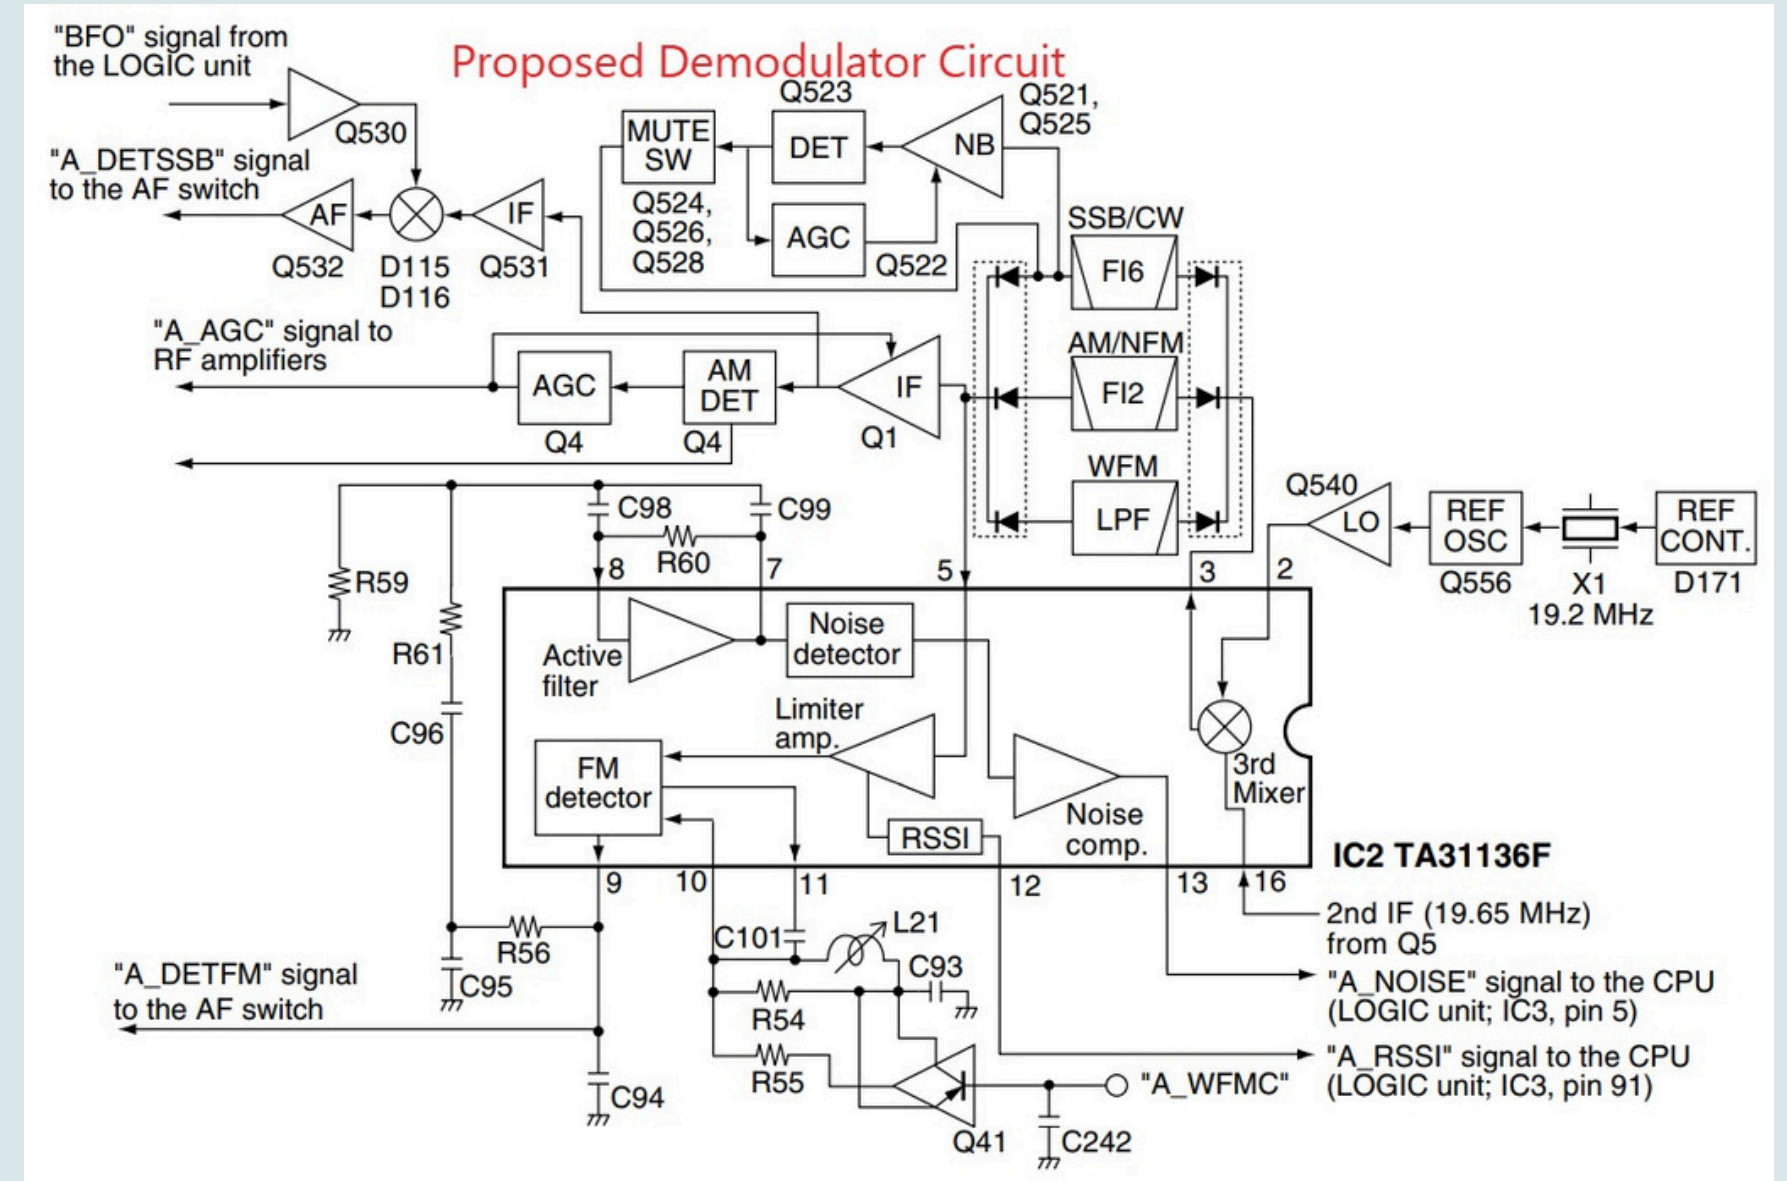 Proposed Demodulator Circuit
"BFO" signal from
the LOGIC unit
Q530
"A_DETSSB" signal
to the AF switch
AF
IF
Q532
D115
D116
Q531
MUTE
SW
Q524,
Q526,
Q528
Q523
DET
AGC
Q522
NB
Q521,
Q525
SSB/CW
FI6
AM/NFM
FI2
WFM
LPF
"A_AGC" signal to
RF amplifiers
AGC
Q4
AM
DET
Q4
IF
Q1
Q540
LO
REF
OSC
Q556
X1
19.2 MHz
REF
CONT.
D171
C98
C99
R60
R59
R61
C96
8
7
5
3
2
Active
filter
Noise
detector
Limiter
amp.
FM
detector
RSSI
Noise
comp.
3rd
Mixer
IC2 TA31136F
9
10
11
12
13
16
2nd IF (19.65 MHz)
from Q5
"A_NOISE" signal to the CPU
(LOGIC unit; IC3, pin 5)
"A_RSSI" signal to the CPU
(LOGIC unit; IC3, pin 91)
R56
C95
"A_DETFM" signal
to the AF switch
C94
C101
L21
C93
R54
R55
Q41
"A_WFMC"
C242